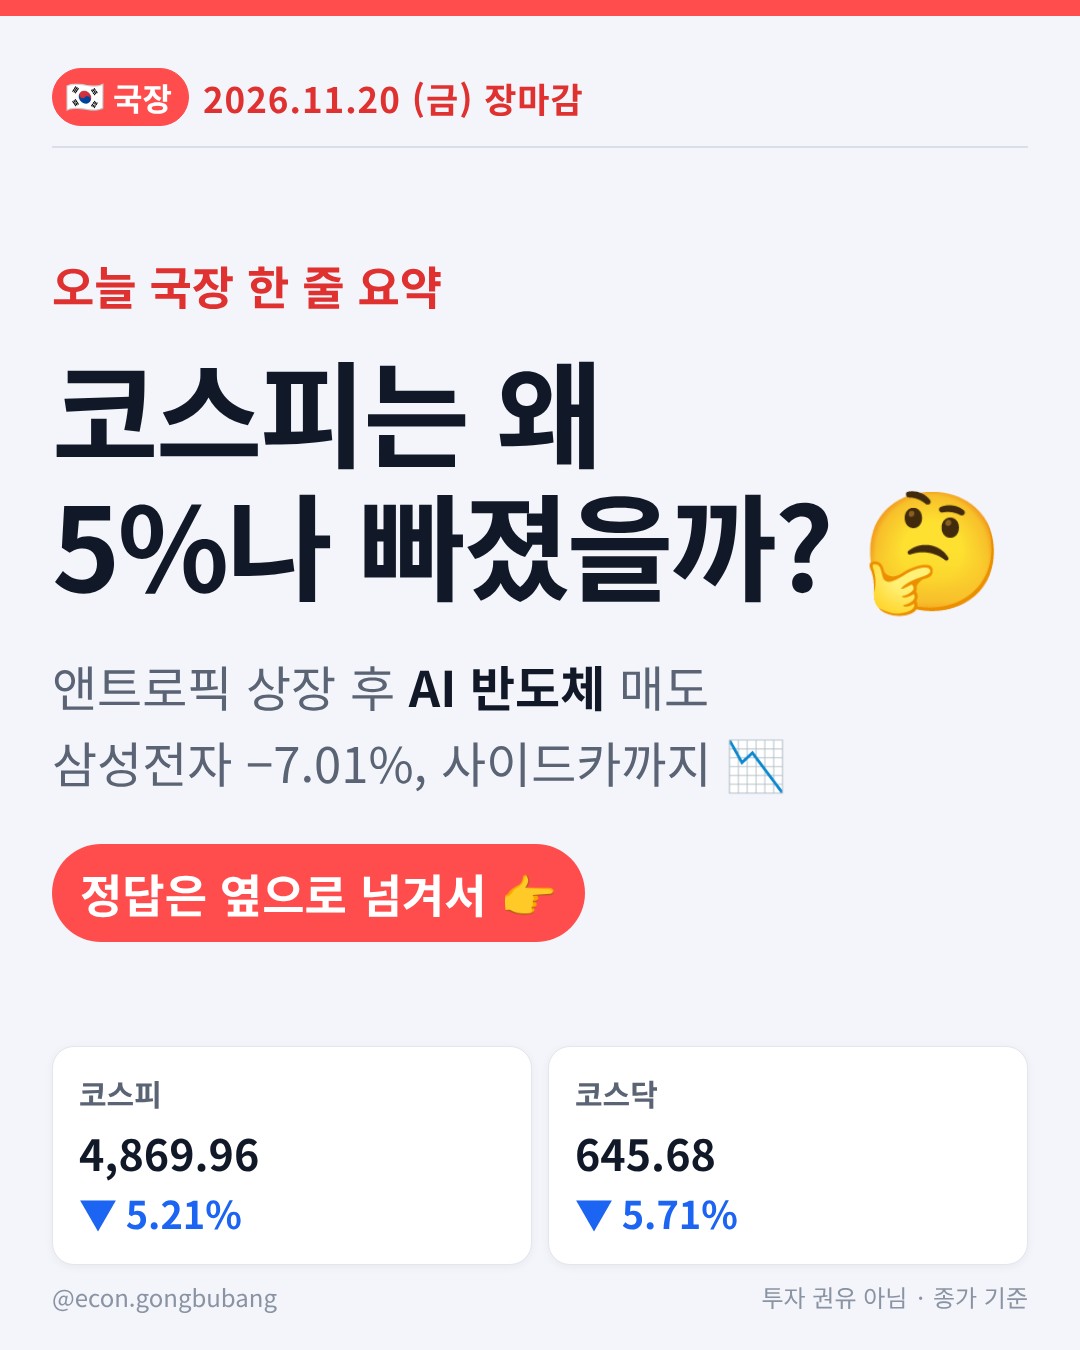 🇰🇷 국장 2026.11.20 (금) 장마감
오늘 국장 한 줄 요약
코스피는 왜
5%나 빠졌을까? 🤔
앤트로픽 상장 후 AI 반도체 매도
삼성전자 −7.01%, 사이드카까지 📉
정답은 옆으로 넘겨서 👉
코스피
4,869.96
▼ 5.21%
코스닥
645.68
▼ 5.71%
@econ.gongbubang
투자 권유 아님 · 종가 기준